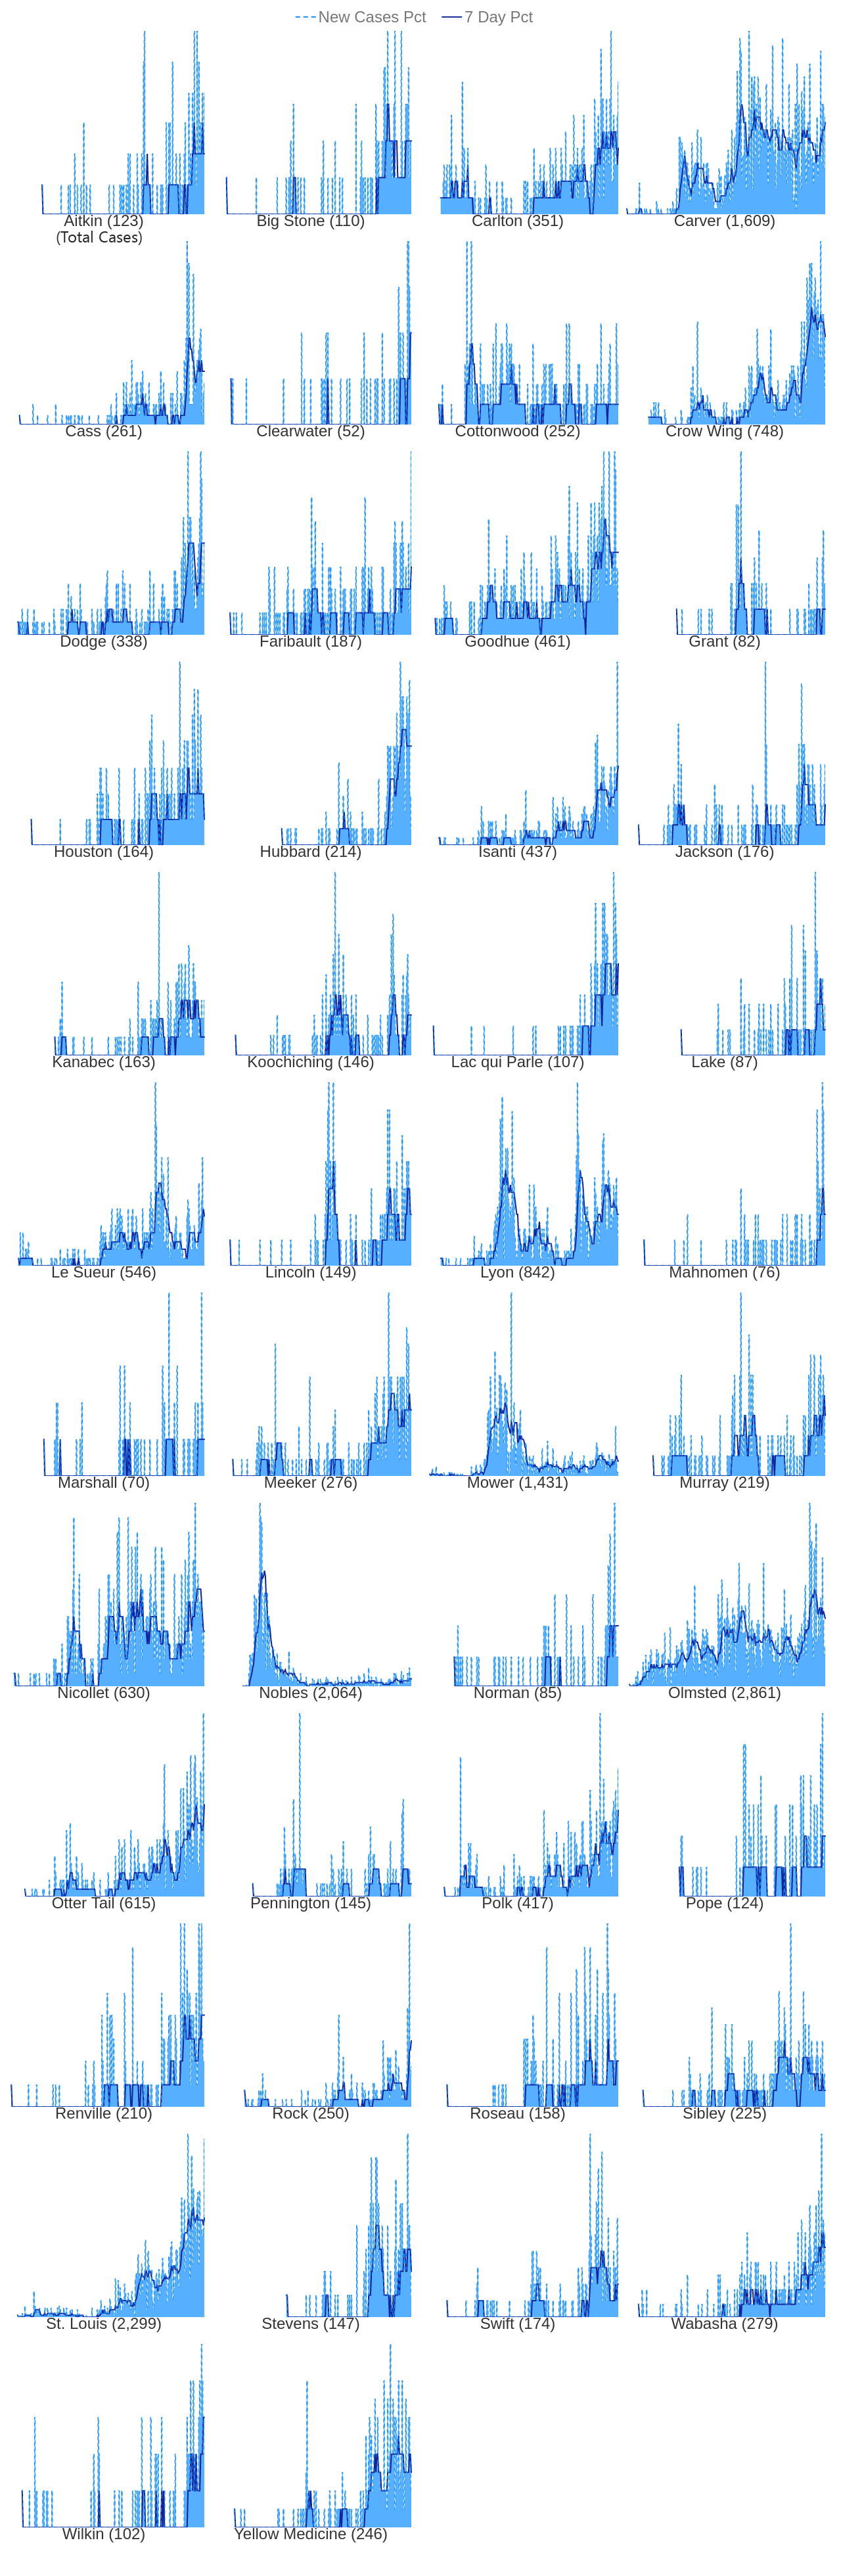 New Cases Pct 7 Day Pct
Aitkin (123) Big Stone (110) Carlton (351) Carver (1,609)
(Total Cases)
Cass (261) Clearwater (52) Cottonwood (252) Crow Wing (748)
Dodge (338) Faribault (187) Goodhue (461) Grant (82)
Houston (164) Hubbard (214) Isanti (437) Jackson (176)
Kanabec (163) Koochiching (146) Lac qui Parle (107) Lake (87)
Le Sueur (546) Lincoln (149) Lyon (842) Mahnomen (76)
Marshall (70) Meeker (276) Mower (1,431) Murray (219)
Nicollet (630) Nobles (2,064) Norman (85) Olmsted (2,861)
Otter Tail (615) Pennington (145) Polk (417) Pope (124)
Renville (210) Rock (250) Roseau (158) Sibley (225)
St. Louis (2,299) Stevens (147) Swift (174) Wabasha (279)
Wilkin (102) Yellow Medicine (246)